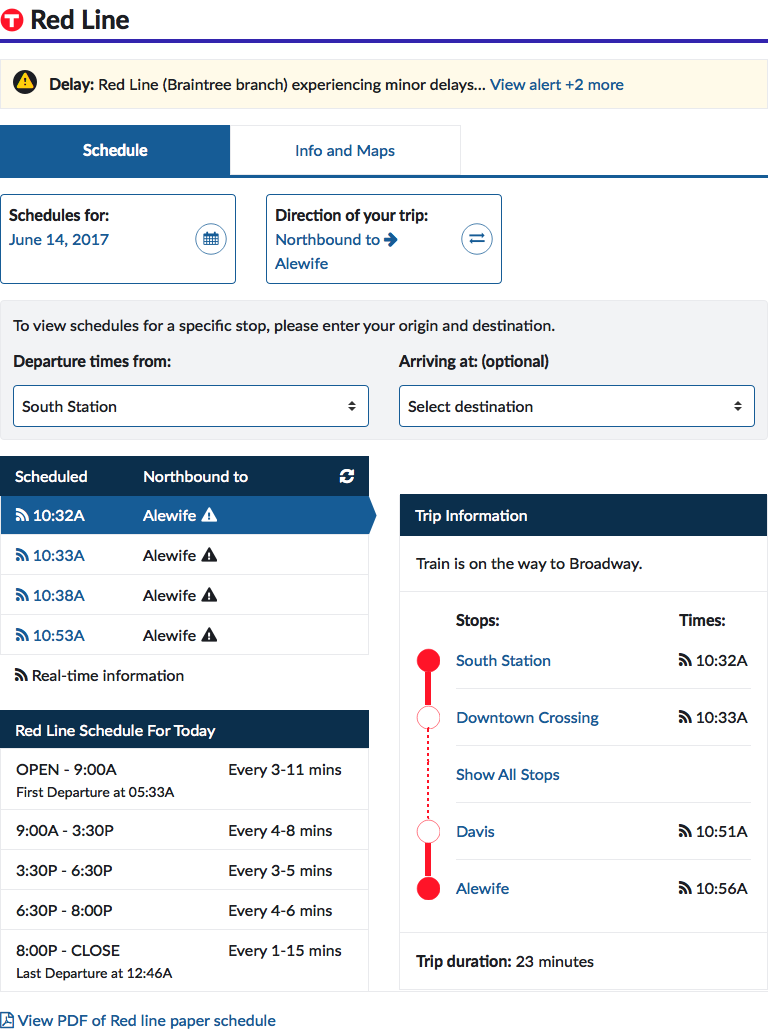 T Red Line
Delay: Red Line (Braintree branch) experiencing minor delays... View alert +2 more
Schedule
Info and Maps
Schedules for:
June 14, 2017
Direction of your trip:
Northbound to
Alewife
To view schedules for a specific stop, please enter your origin and destination.
Departure times from:
South Station
Arriving at: (optional)
Select destination
Scheduled Northbound to
10:32A Alewife
10:33A Alewife
10:38A Alewife
10:53A Alewife
Real-time information
Red Line Schedule For Today
OPEN - 9:00A Every 3-11 mins
First Departure at 05:33A
9:00A - 3:30P Every 4-8 mins
3:30P - 6:30P Every 3-5 mins
6:30P - 8:00P Every 4-6 mins
8:00P - CLOSE Every 1-15 mins
Last Departure at 12:46A
Trip Information
Train is on the way to Broadway.
Stops: Times:
South Station 10:32A
Downtown Crossing 10:33A
Show All Stops
Davis 10:51A
Alewife 10:56A
Trip duration: 23 minutes
View PDF of Red line paper schedule